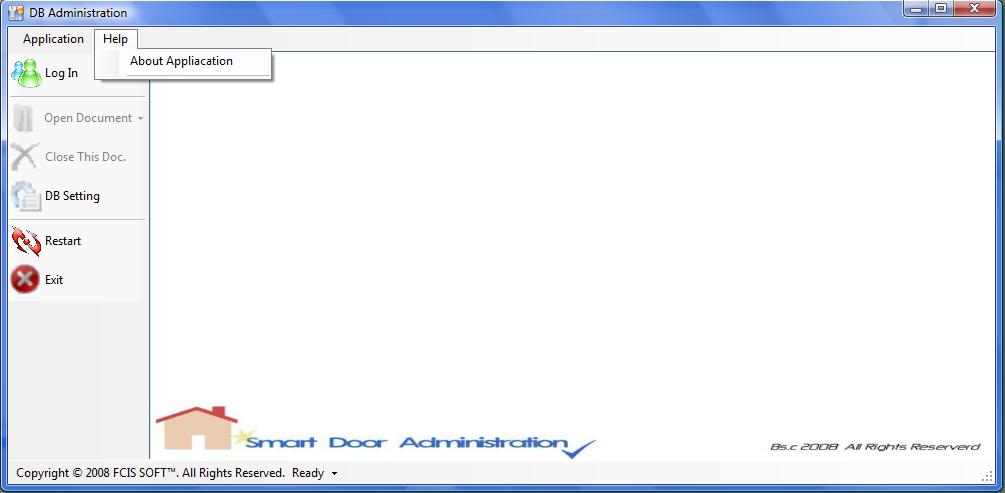 DB Administration
Application Help
About Appliacation
Log In
Open Document
Close This Doc.
DB Setting
Restart
Exit
Smart Door Administration
Bs.c 2008 All Rights Reserverd
Copyright © 2008 FCIS SOFT™. All Rights Reserved. Ready